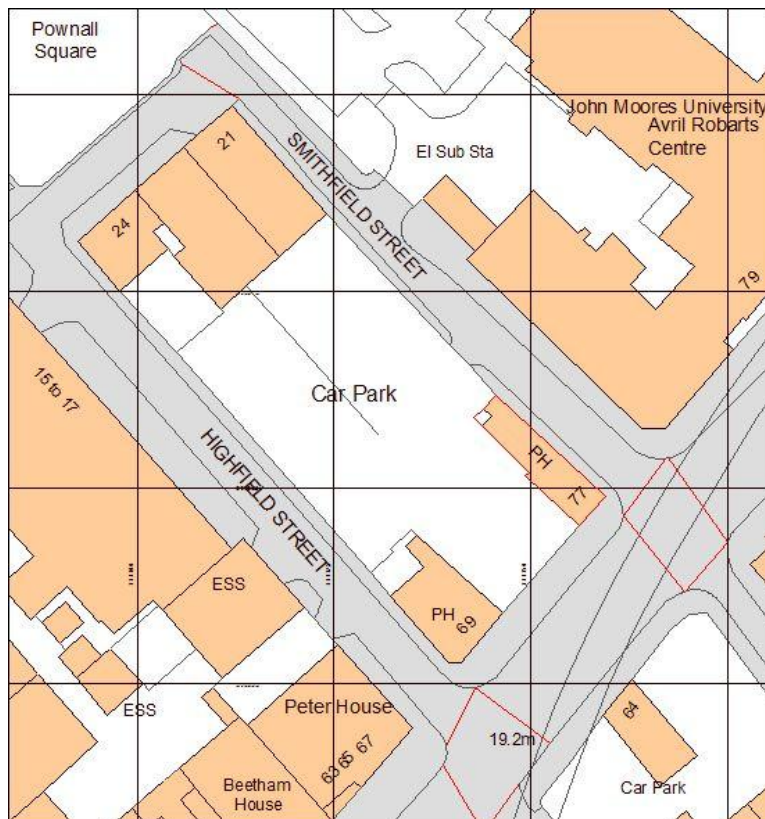 Pownall
Square
John Moores University
Avril Robarts
Centre
El Sub Sta
21
SMITHFIELD STREET
24
79
15 to 17
Car Park
HIGHFIELD STREET
PH
77
ESS
PH
69
ESS
Peter House
63 65 67
19.2m
64
Beetham
House
Car Park